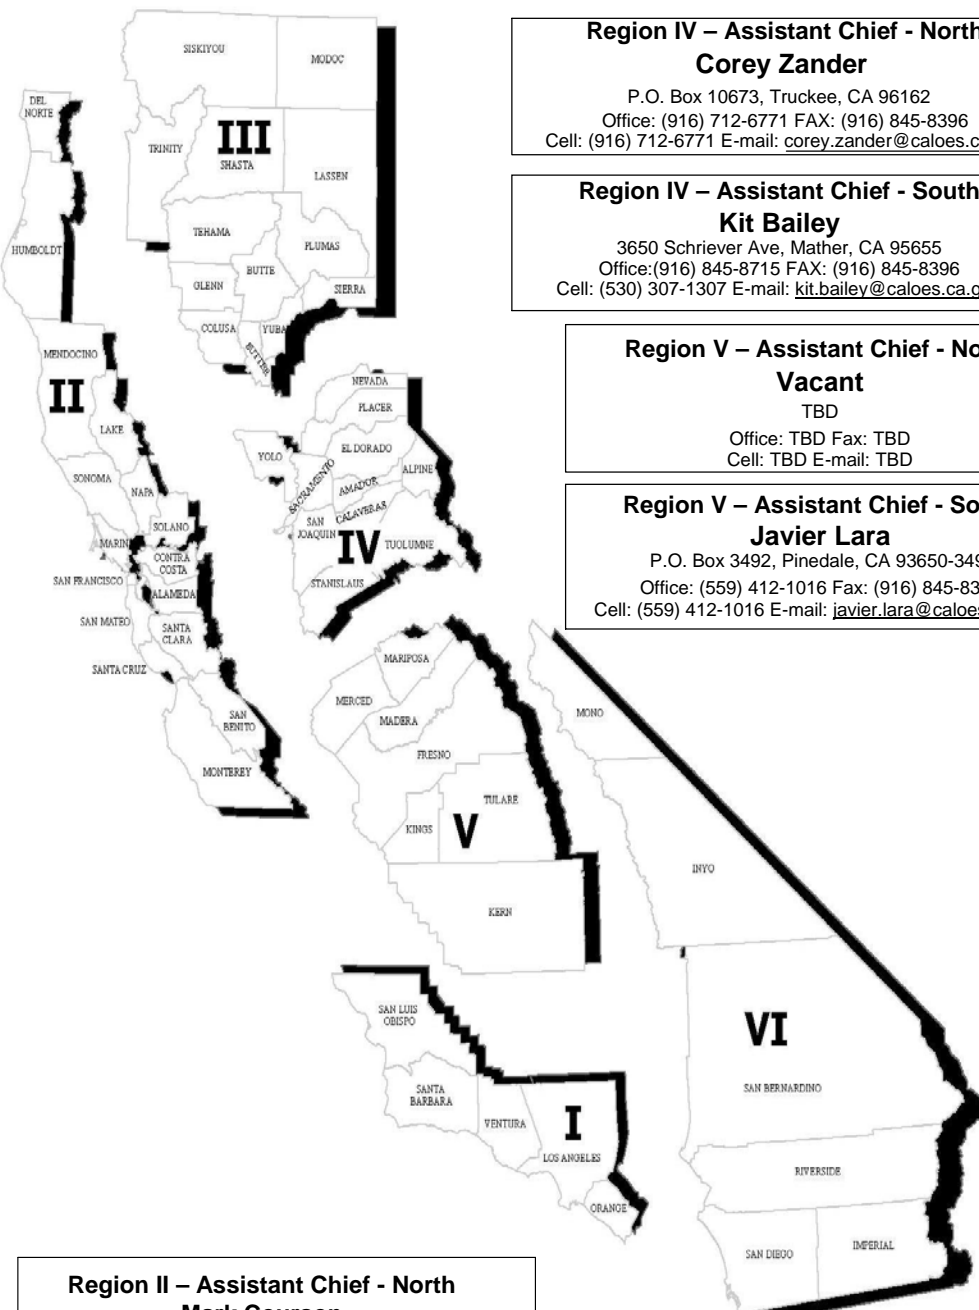 Region IV – Assistant Chief - North
Corey Zander
P.O. Box 10673, Truckee, CA 96162
Office: (916) 712-6771 FAX: (916) 845-8396
Cell: (916) 712-6771 E-mail: corey.zander@caloes.c
Region IV – Assistant Chief - South
Kit Bailey
3650 Schriever Ave, Mather, CA 95655
Office:(916) 845-8715 FAX: (916) 845-8396
Cell: (530) 307-1307 E-mail: kit.bailey@caloes.ca.g
Region V – Assistant Chief - No
Vacant
TBD
Office: TBD Fax: TBD
Cell: TBD E-mail: TBD
Region V – Assistant Chief - So
Javier Lara
P.O. Box 3492, Pinedale, CA 93650-349
Office: (559) 412-1016 Fax: (916) 845-83
Cell: (559) 412-1016 E-mail: javier.lara@caloes
SISKIYOU
MODOC
DEL
NORTE
III
TRINITY
SHASTA
LASSEN
HUMBOLDT
TEHAMA
PLUMAS
BUTTE
GLENN
SIERRA
COLUSA
YUBA
SUTTER
MENDOCINO
II
LAKE
SONOMA
NAPA
SOLANO
MARIN
CONTRA
COSTA
SAN FRANCISCO
ALAMEDA
SAN MATEO
SANTA
CLARA
SANTA CRUZ
SAN
BENITO
MONTEREY
NEVADA
PLACER
YOLO
EL DORADO
SACRAMENTO
AMADOR
ALPINE
CALAVERAS
SAN
JOAQUIN
IV
TUOLUMNE
STANISLAUS
MARIPOSA
MERCED
MADERA
FRESNO
TULARE
KINGS
V
KERN
MONO
INYO
VI
SAN BERNARDINO
RIVERSIDE
SAN DIEGO
IMPERIAL
SAN LUIS
OBISPO
SANTA
BARBARA
VENTURA
I
LOS ANGELES
ORANGE
Region II – Assistant Chief - North